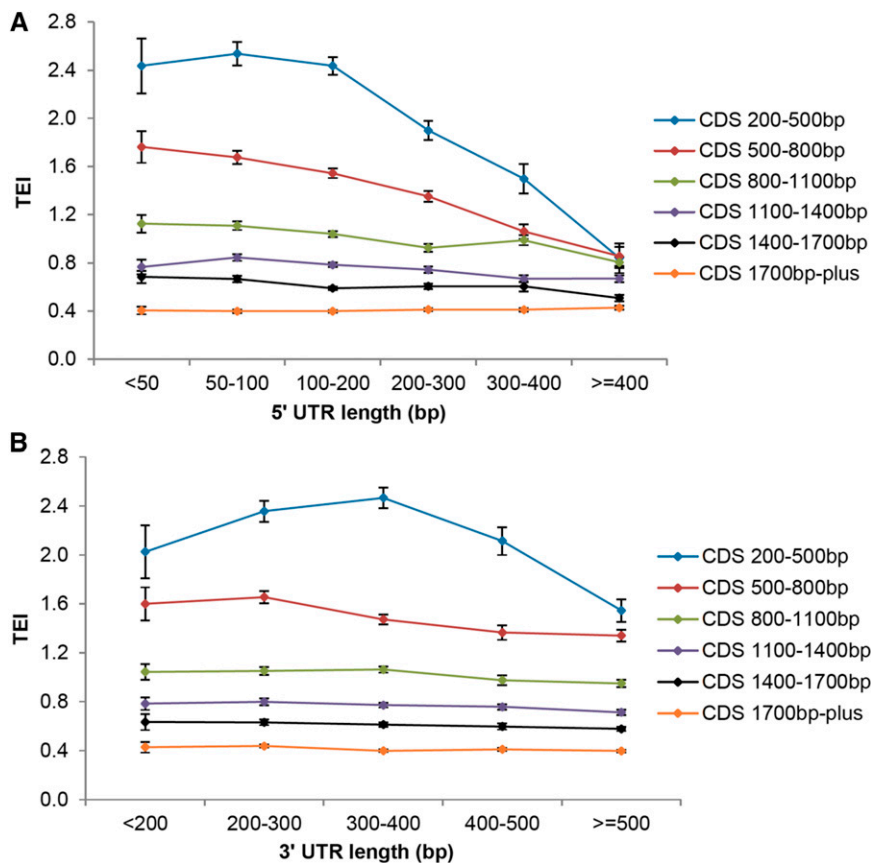 A
2.8
2.4
2.0
1.6
1.2
0.8
0.4
0.0
TEI
<50 50-100 100-200 200-300 300-400 >=400
5' UTR length (bp)
CDS 200-500bp
CDS 500-800bp
CDS 800-1100bp
CDS 1100-1400bp
CDS 1400-1700bp
CDS 1700bp-plus
B
2.8
2.4
2.0
1.6
1.2
0.8
0.4
0.0
TEI
<200 200-300 300-400 400-500 >=500
3' UTR length (bp)
CDS 200-500bp
CDS 500-800bp
CDS 800-1100bp
CDS 1100-1400bp
CDS 1400-1700bp
CDS 1700bp-plus